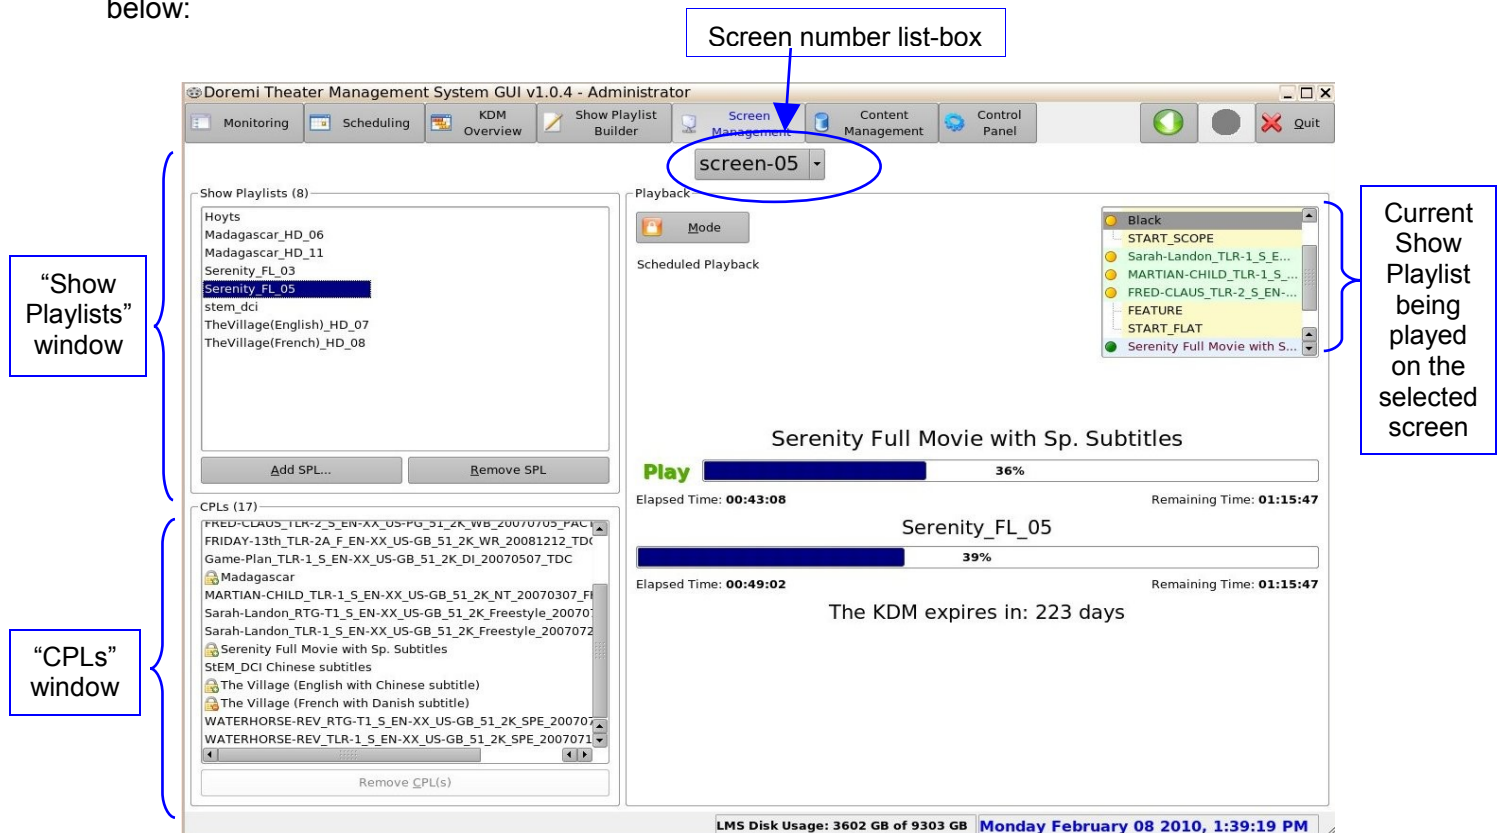 below:
Screen number list-box
Doremi Theater Management System GUI v1.0.4 - Administrator
Monitoring
Scheduling
KDM
Overview
Show Playlist
Builder
Screen
Management
Content
Management
Control
Panel
Quit
screen-05
Show Playlists (8)
Hoyts
Madagascar_HD_06
Madagascar_HD_11
Serenity_FL_03
Serenity_FL_05
stem_dci
TheVillage(English)_HD_07
TheVillage(French)_HD_08
Add SPL...
Remove SPL
“Show
Playlists”
window
CPLs (17)
FRED-CLAUS_TLR-2_S_EN-XX_US-PG_51_2K_WB_20070705_FACT
FRIDAY-13th_TLR-2A_F_EN-XX_US-GB_51_2K_WR_20081212_TDC
Game-Plan_TLR-1_S_EN-XX_US-GB_51_2K_DI_20070507_TDC
Madagascar
MARTIAN-CHILD_TLR-1_S_EN-XX_US-GB_51_2K_NT_20070307_FI
Sarah-Landon_RTG-T1_S_EN-XX_US-GB_51_2K_Freestyle_20070
Sarah-Landon_TLR-1_S_EN-XX_US-GB_51_2K_Freestyle_2007072
Serenity Full Movie with Sp. Subtitles
StEM_DCI Chinese subtitles
The Village (English with Chinese subtitle)
The Village (French with Danish subtitle)
WATERHORSE-REV_RTG-T1_S_EN-XX_US-GB_51_2K_SPE_20070
WATERHORSE-REV_TLR-1_S_EN-XX_US-GB_51_2K_SPE_2007071
Remove CPL(s)
“CPLs”
window
Playback
Mode
Scheduled Playback
Black
START_SCOPE
Sarah-Landon_TLR-1_S_E...
MARTIAN-CHILD_TLR-1_S_...
FRED-CLAUS_TLR-2_S_EN-...
FEATURE
START_FLAT
Serenity Full Movie with S...
Current
Show
Playlist
being
played
on the
selected
screen
Serenity Full Movie with Sp. Subtitles
Play
36%
Elapsed Time: 00:43:08
Remaining Time: 01:15:47
Serenity_FL_05
39%
Elapsed Time: 00:49:02
Remaining Time: 01:15:47
The KDM expires in: 223 days
LMS Disk Usage: 3602 GB of 9303 GB
Monday February 08 2010, 1:39:19 PM